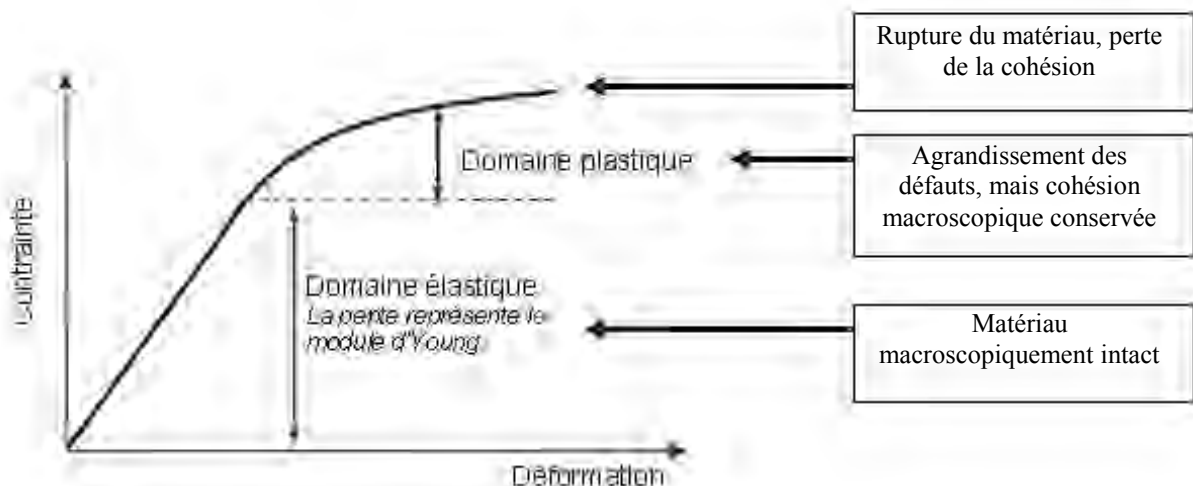 Rupture du matériau, perte
de la cohésion
Contrainte
Domaine plastique
Agrandissement des
défauts, mais cohésion
macroscopique conservée
Domaine élastique
La pente représente le
module d'Young
Matériau
macroscopiquement intact
Déformation